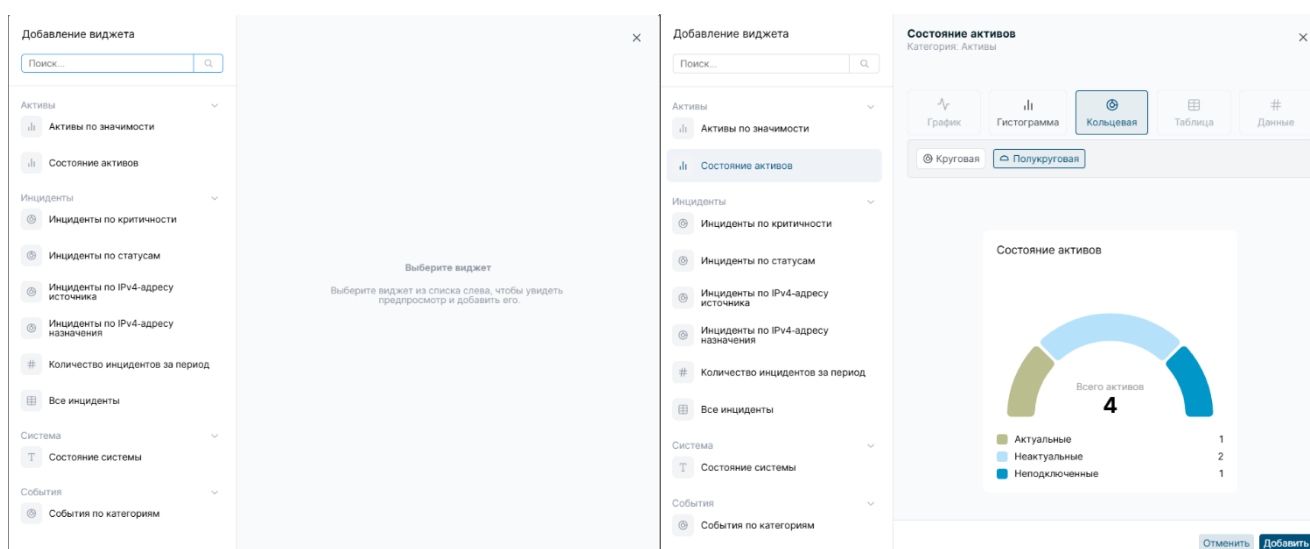 Добавление виджета
Поиск...
Активы
Активы по значимости
Состояние активов
Инциденты
Инциденты по критичности
Инциденты по статусам
Инциденты по IPv4-адресу
источника
Инциденты по IPv4-адресу
назначения
Количество инцидентов за период
Все инциденты
Система
Состояние системы
События
События по категориям
Выберите виджет
Выберите виджет из списка слева, чтобы увидеть
предпросмотр и добавить его.
Добавление виджета
Поиск...
Активы
Активы по значимости
Состояние активов
Инциденты
Инциденты по критичности
Инциденты по статусам
Инциденты по IPv4-адресу
источника
Инциденты по IPv4-адресу
назначения
Количество инцидентов за период
Все инциденты
Система
Состояние системы
События
События по категориям
Состояние активов
Категория: Активы
График
Гистограмма
Кольцевая
Таблица
Данные
Круговая
Полукруговая
Состояние активов
Всего активов
4
Актуальные 1
Неактуальные 2
Неподключенные 1
Отменить Добавить